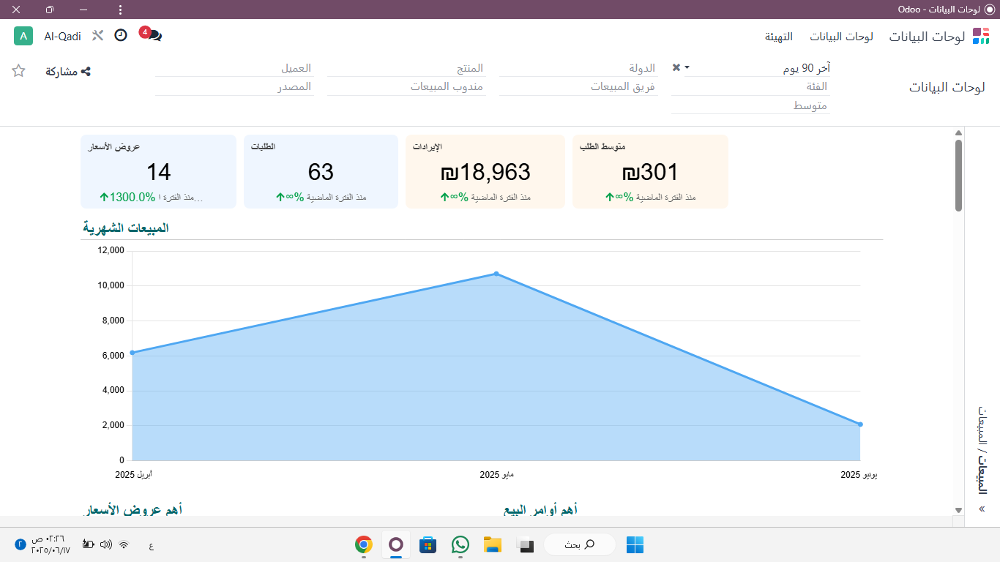 لوحات البيانات - Odoo
لوحات البيانات
لوحات البيانات
التهيئة
4
Al-Qadi
A
لوحات البيانات
آخر 90 يوم
الدولة
المنتج
العميل
الفئة
فريق المبيعات
مندوب المبيعات
المصدر
متوسط
مشاركة
متوسط الطلب
₪301
منذ الفترة الماضية %∞
الإيرادات
₪18,963
منذ الفترة الماضية %∞
الطلبات
63
منذ الفترة الماضية %∞
عروض الأسعار
14
...منذ الفترة ا 1300.0%
المبيعات الشهرية
12,000
10,000
8,000
6,000
4,000
2,000
0
أبريل 2025
مايو 2025
يونيو 2025
أهم أوامر البيع
أهم عروض الأسعار
المبيعات / المبيعات
بحث
ع
٠٢:٢٦ ص
٢٠٢٥/٠٦/١٧
٢